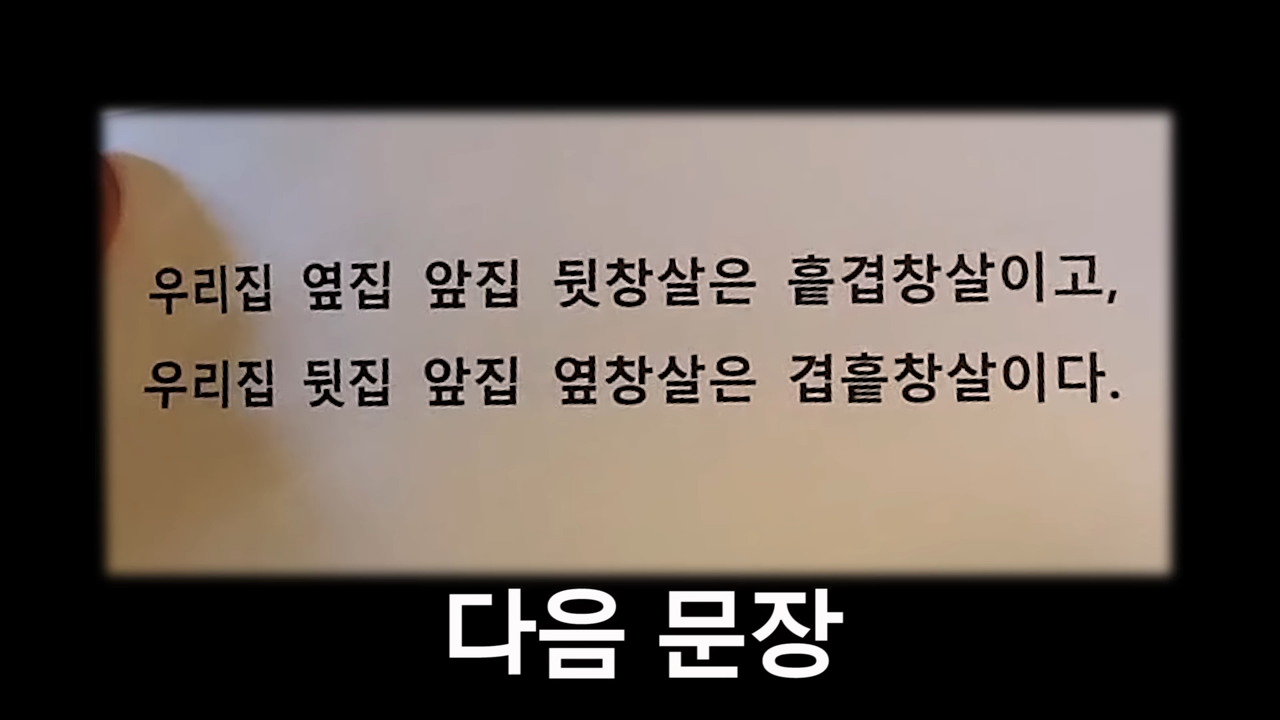 우리집 옆집 앞집 뒷창살은 흩겹창살이고,
우리집 뒷집 앞집 옆창살은 겹흩창살이다.
다음 문장